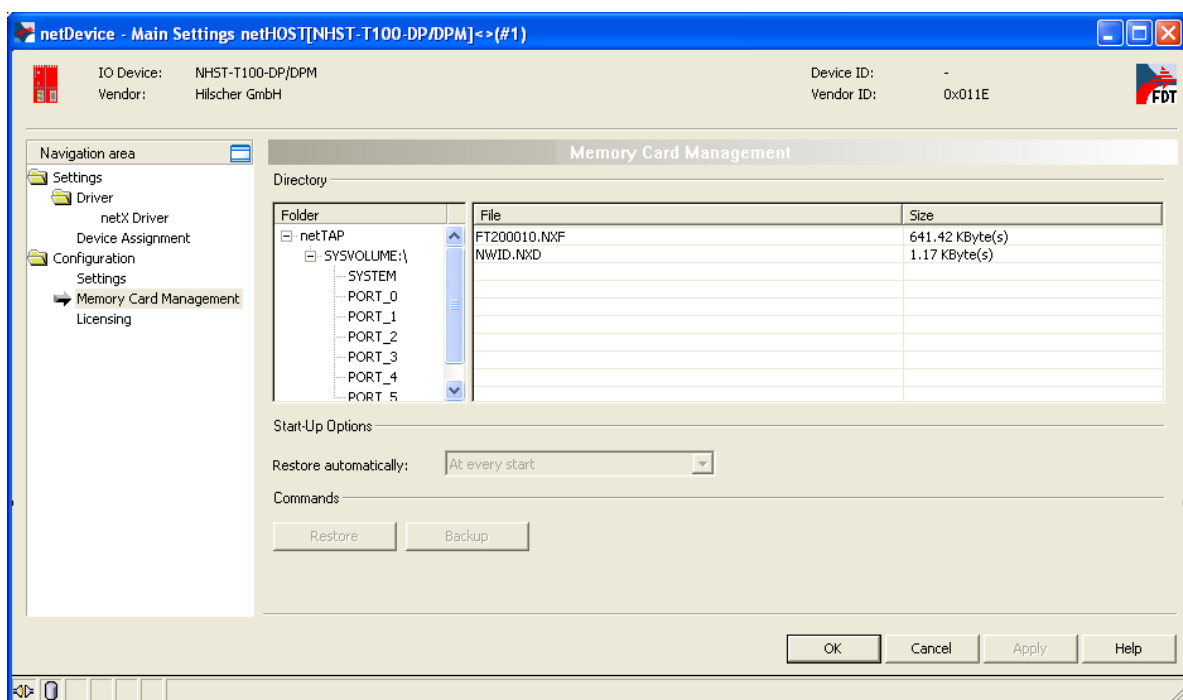 netDevice - Main Settings netHOST[NHST-T100-DP/DPM]<>(#1)
IO Device: NHST-T100-DP/DPM Device ID: -
Vendor: Hilscher GmbH Vendor ID: 0x011E
FDT
Navigation area
Settings
Driver
netX Driver
Device Assignment
Configuration
Settings
Memory Card Management
Licensing
Memory Card Management
Directory
Folder
netTAP
SYSVOLUME:\
SYSTEM
PORT_0
PORT_1
PORT_2
PORT_3
PORT_4
PORT_5
File Size
FT200010.NXF 641.42 KByte(s)
NWID.NXD 1.17 KByte(s)
Start-Up Options
Restore automatically: At every start
Commands
Restore Backup
OK Cancel Apply Help